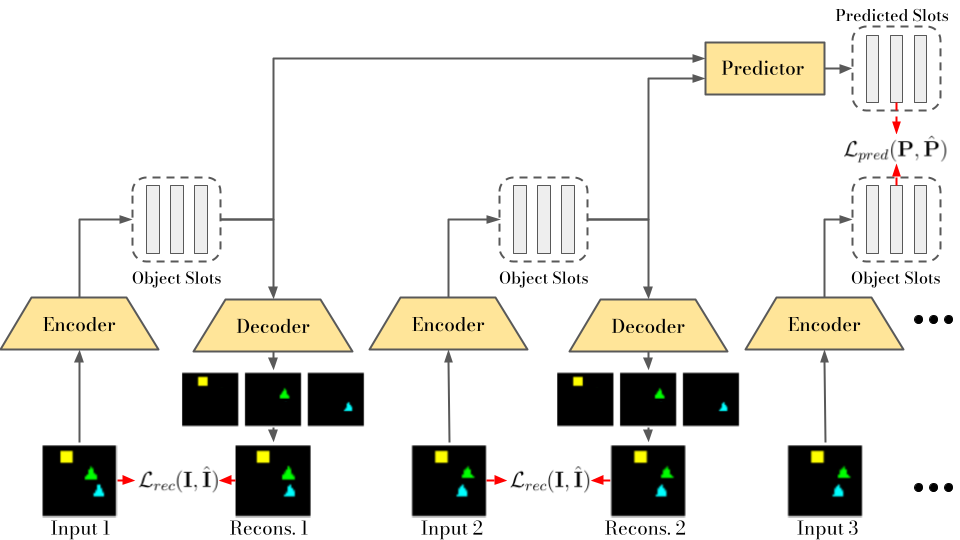 Predicted Slots
Predictor
ℒ_pred(P, P̂)
Object Slots
Object Slots
Object Slots
Encoder
Decoder
Encoder
Decoder
Encoder
ℒ_rec(I, Î)
ℒ_rec(I, Î)
Input 1
Recons. 1
Input 2
Recons. 2
Input 3